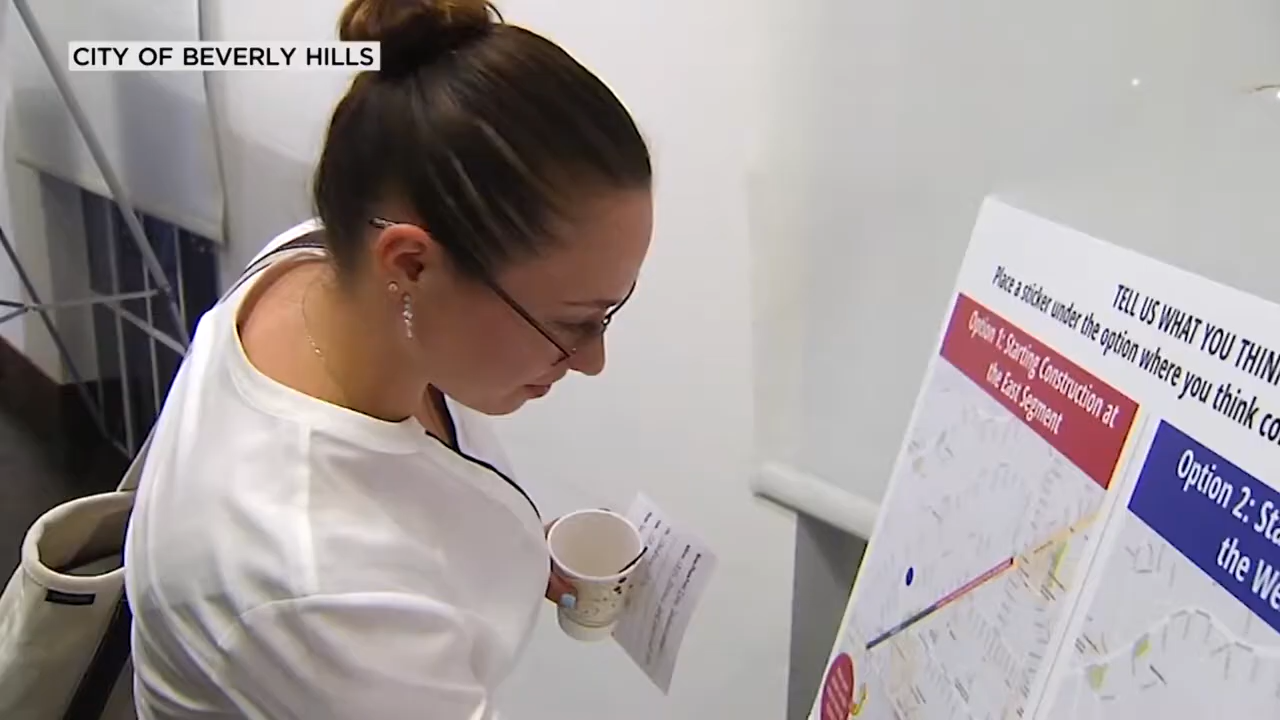 CITY OF BEVERLY HILLS
TELL US WHAT YOU THIN
Place a sticker under the option where you think co
Option 1: Starting Construction at
the East Segment
Option 2: Sta
the We